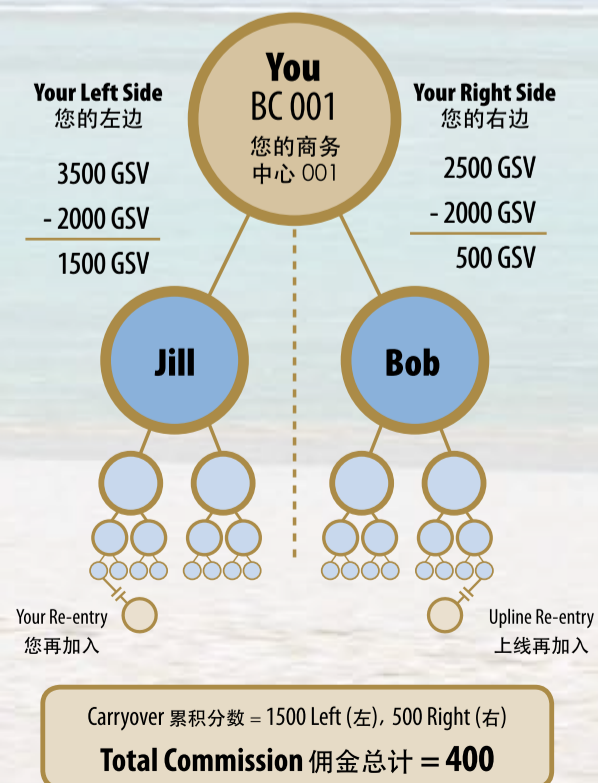 You
BC 001
您的商务
中心 001
Your Left Side
您的左边
3500 GSV
- 2000 GSV
1500 GSV
Your Right Side
您的右边
2500 GSV
- 2000 GSV
500 GSV
Jill
Bob
Your Re-entry
您再加入
Upline Re-entry
上线再加入
Carryover 累积分数 = 1500 Left (左), 500 Right (右)
Total Commission 佣金总计 = 400